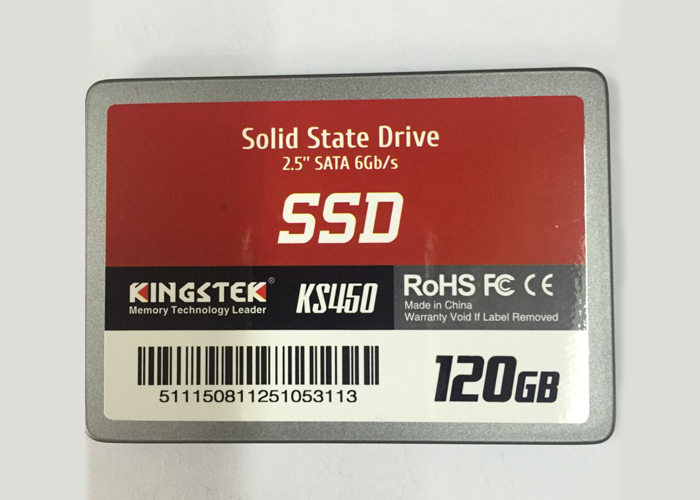 Solid State Drive
2.5" SATA 6Gb/s
SSD
KINGSTEK®
Memory Technology Leader
KS450
RoHS FC CE
Made in China
Warranty Void If Label Removed
511150811251053113
120GB